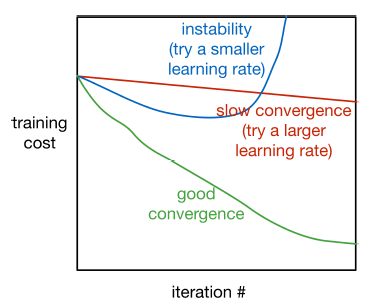 instability
(try a smaller
learning rate)
slow convergence
(try a larger
learning rate)
training
cost
good
convergence
iteration #